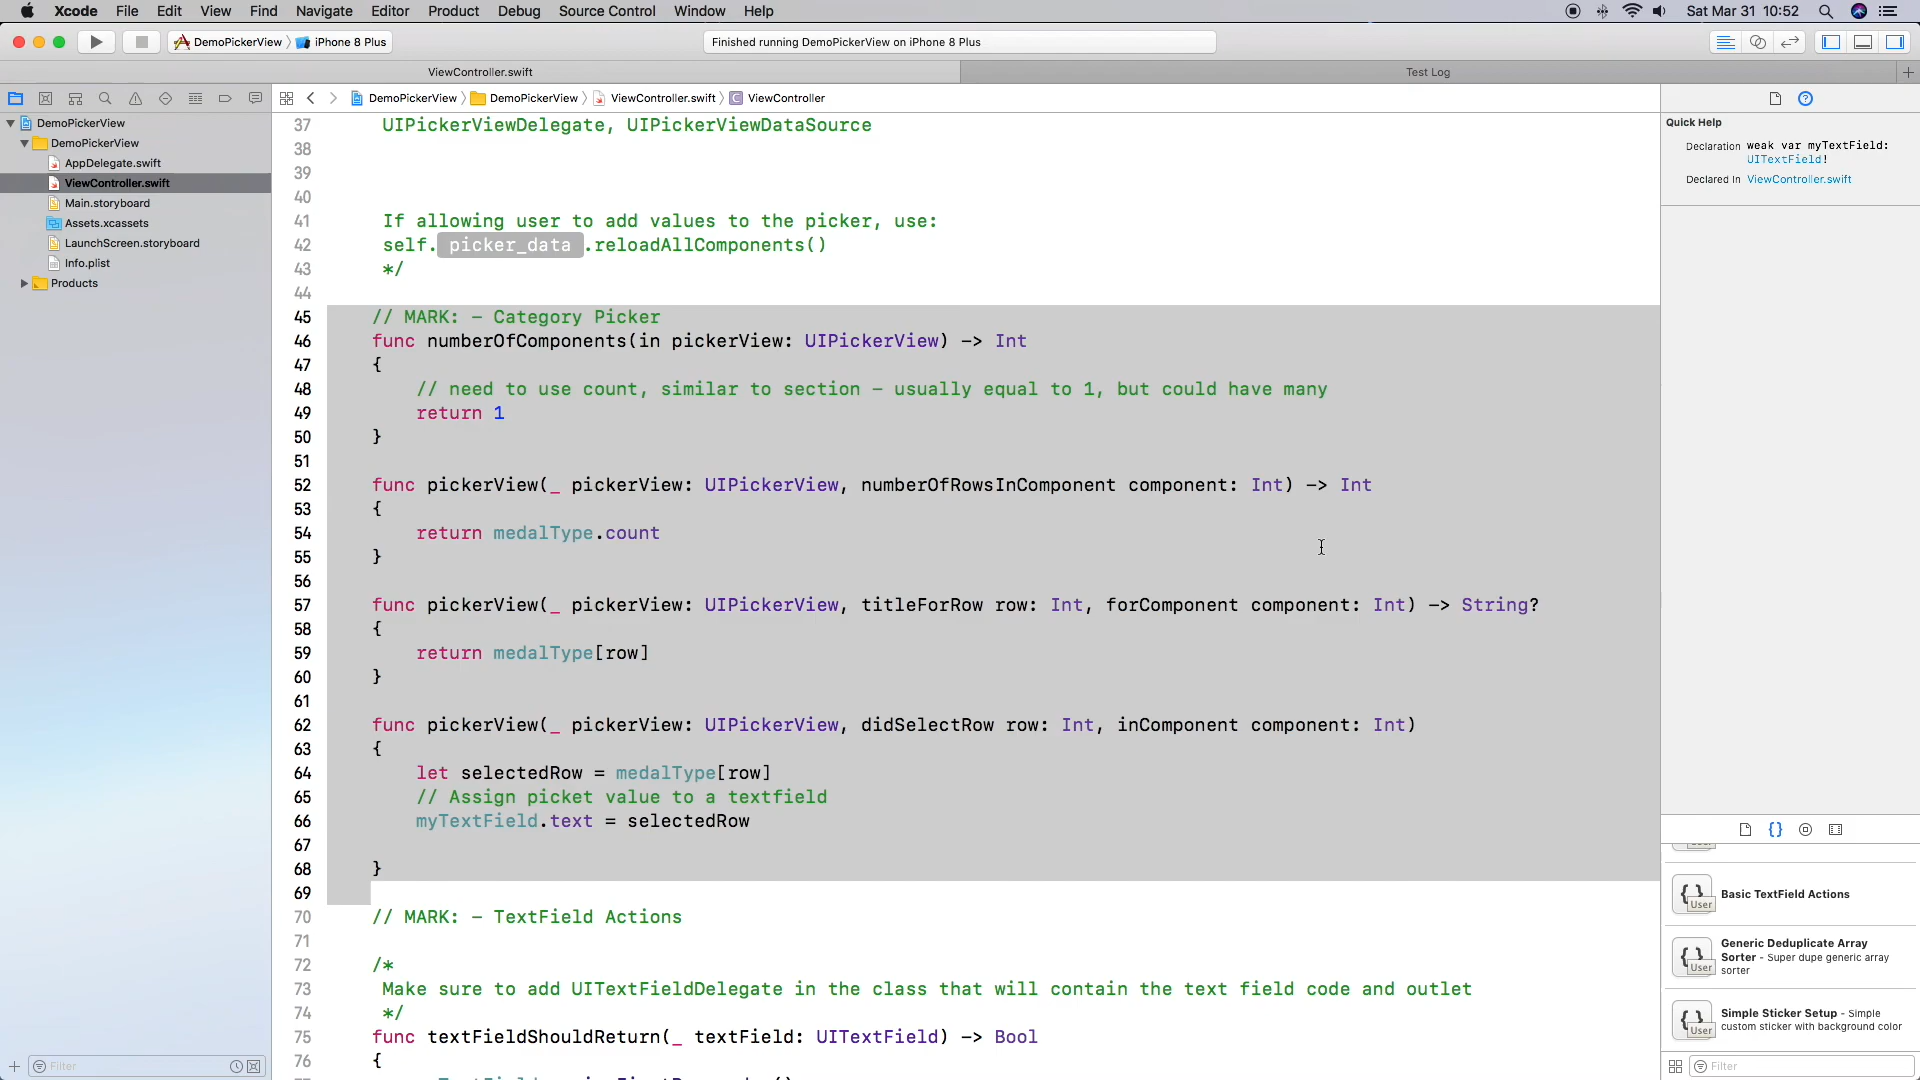 Xcode File Edit View Find Navigate Editor Product Debug Source Control Window Help Sat Mar 31 10:52
DemoPickerView iPhone 8 Plus Finished running DemoPickerView on iPhone 8 Plus
ViewController.swift Test Log
DemoPickerView DemoPickerView ViewController.swift C ViewController
DemoPickerView
DemoPickerView
AppDelegate.swift
ViewController.swift
Main.storyboard
Assets.xcassets
LaunchScreen.storyboard
Info.plist
Products
Filter
37 UIPickerViewDelegate, UIPickerViewDataSource
38
39
40
41 If allowing user to add values to the picker, use:
42 self. picker_data .reloadAllComponents()
43 */
44
45 // MARK: - Category Picker
46 func numberOfComponents(in pickerView: UIPickerView) -> Int
47 {
48 // need to use count, similar to section - usually equal to 1, but could have many
49 return 1
50 }
51
52 func pickerView(_ pickerView: UIPickerView, numberOfRowsInComponent component: Int) -> Int
53 {
54 return medalType.count
55 }
56
57 func pickerView(_ pickerView: UIPickerView, titleForRow row: Int, forComponent component: Int) -> String?
58 {
59 return medalType[row]
60 }
61
62 func pickerView(_ pickerView: UIPickerView, didSelectRow row: Int, inComponent component: Int)
63 {
64 let selectedRow = medalType[row]
65 // Assign picket value to a textfield
66 myTextField.text = selectedRow
67
68 }
69
70 // MARK: - TextField Actions
71
72 /*
73 Make sure to add UITextFieldDelegate in the class that will contain the text field code and outlet
74 */
75 func textFieldShouldReturn(_ textField: UITextField) -> Bool
76 {
Quick Help
Declaration weak var myTextField:
UITextField!
Declared In ViewController.swift
{} User Basic TextField Actions
{} User Generic Deduplicate Array
Sorter - Super dupe generic array
sorter
{} User Simple Sticker Setup - Simple
custom sticker with background color
Filter